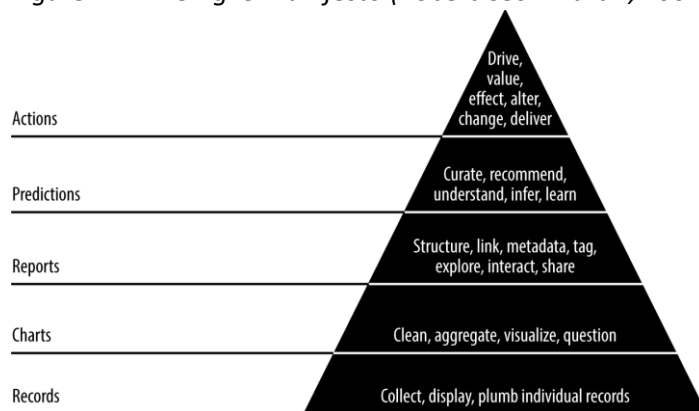 Drive,
value,
effect, alter,
Actions change, deliver
Curate, recommend,
Predictions understand, infer, learn
Structure, link, metadata, tag,
Reports explore, interact, share
Charts Clean, aggregate, visualize, question
Records Collect, display, plumb individual records